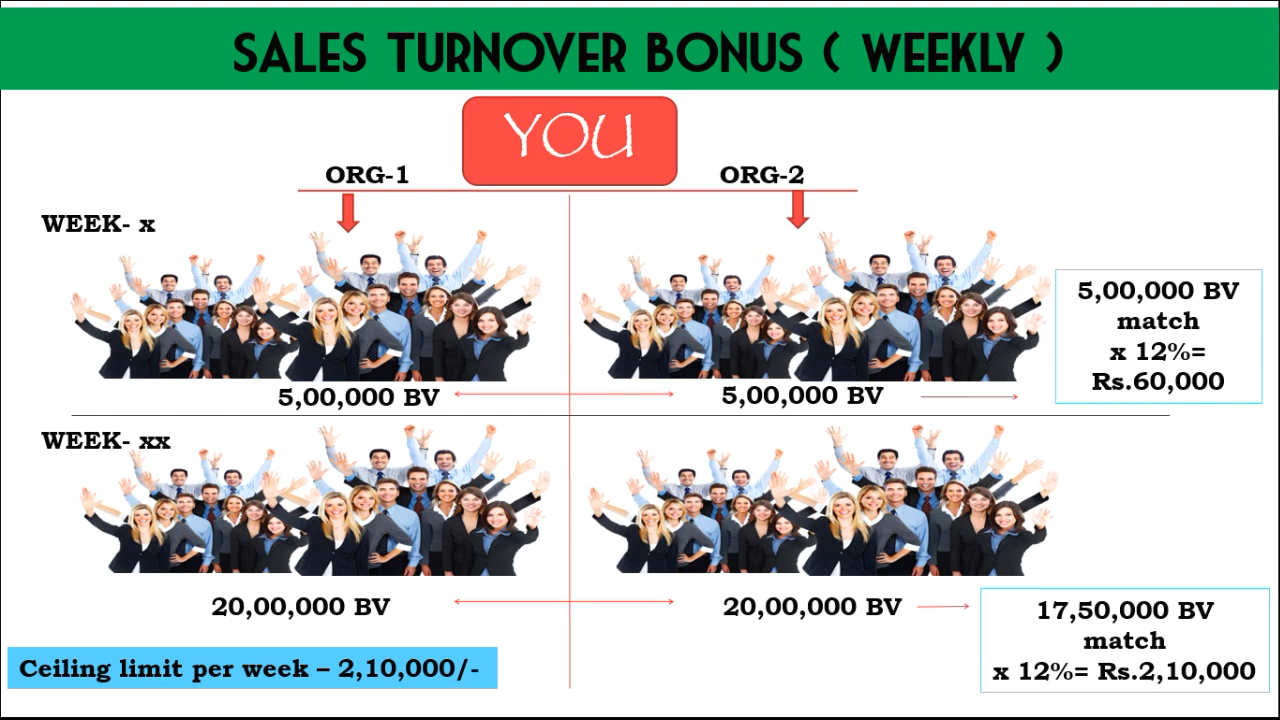 SALES TURNOVER BONUS ( WEEKLY )
YOU
ORG-1
ORG-2
WEEK- x
5,00,000 BV
5,00,000 BV
5,00,000 BV
match
x 12%=
Rs.60,000
WEEK- xx
20,00,000 BV
20,00,000 BV
17,50,000 BV
match
x 12%= Rs.2,10,000
Ceiling limit per week – 2,10,000/-